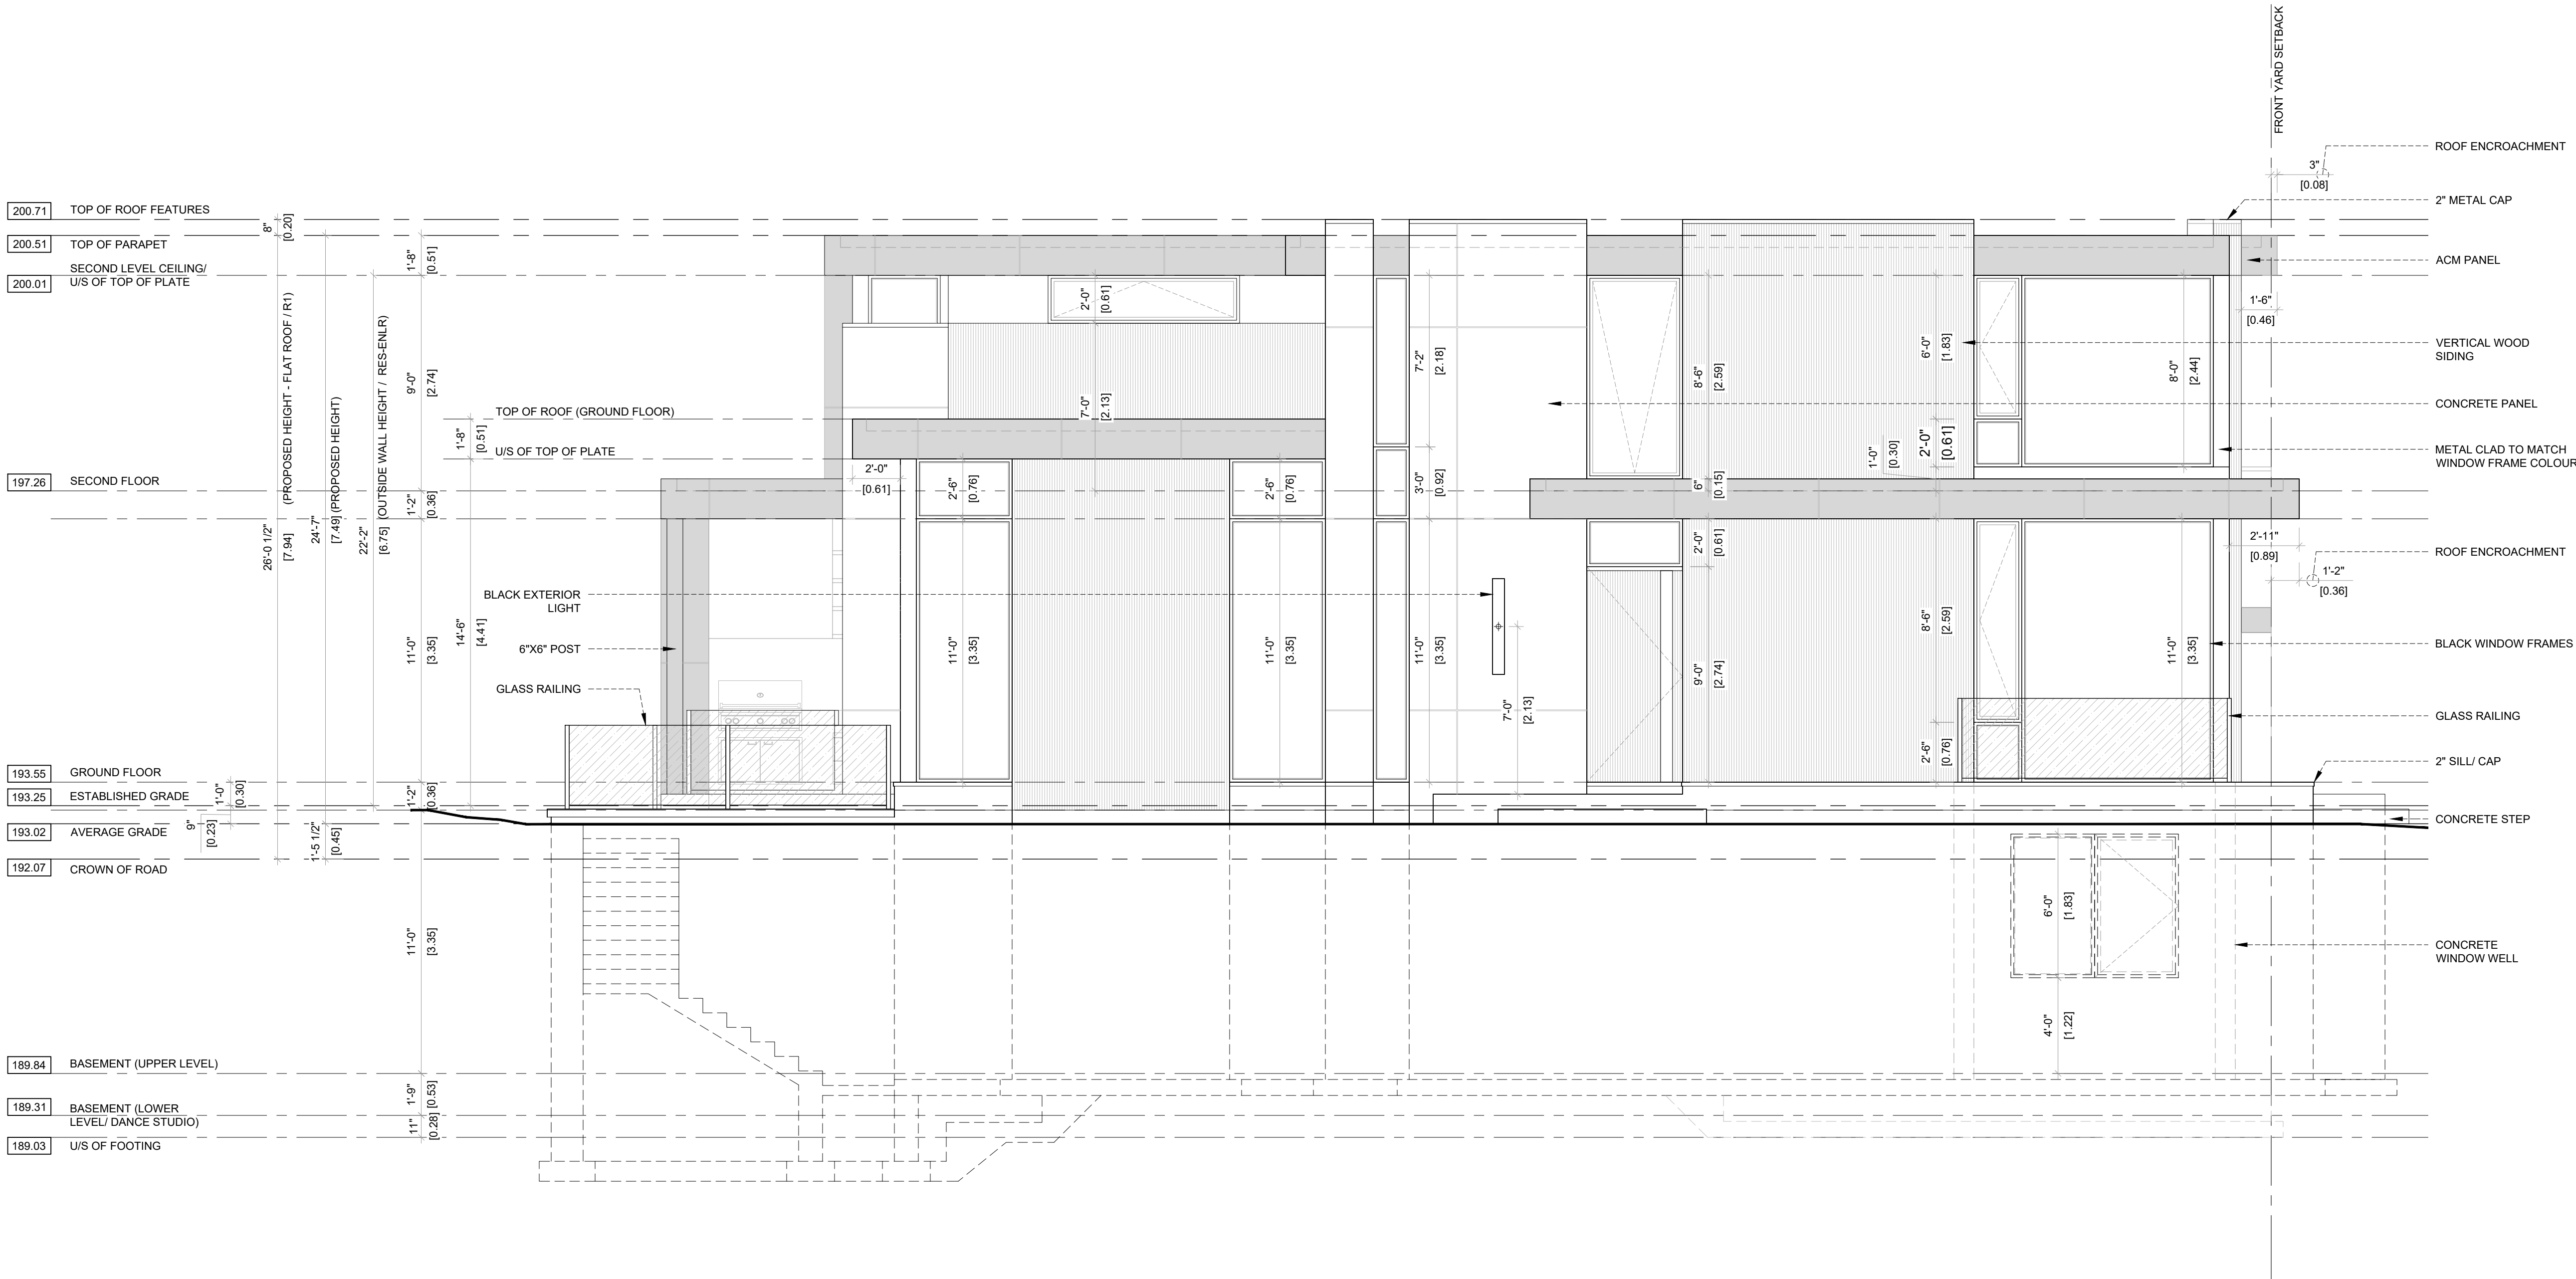 FRONT YARD SETBACK
ROOF ENCROACHMENT
3"
[0.08]
2" METAL CAP
200.71 TOP OF ROOF FEATURES
8"
[0.20]
200.51 TOP OF PARAPET
1'-8"
[0.51]
ACM PANEL
SECOND LEVEL CEILING/
200.01 U/S OF TOP OF PLATE
1'-6"
[0.46]
2'-0"
[0.61]
26'-0 1/2" (PROPOSED HEIGHT - FLAT ROOF / R1)
[7.94]
24'-7"
[7.49] (PROPOSED HEIGHT)
22'-2"
[6.75] (OUTSIDE WALL HEIGHT / RES-ENLR)
9'-0"
[2.74]
7'-2"
[2.18]
8'-6"
[2.59]
6'-0"
[1.83]
8'-0"
[2.44]
VERTICAL WOOD
SIDING
CONCRETE PANEL
7'-0"
[2.13]
TOP OF ROOF (GROUND FLOOR)
1'-8"
[0.51]
U/S OF TOP OF PLATE
1'-0"
[0.30]
2'-0"
[0.61]
METAL CLAD TO MATCH
WINDOW FRAME COLOUR
2'-0"
[0.61]
197.26 SECOND FLOOR
1'-2"
[0.36]
2'-6"
[0.76]
2'-6"
[0.76]
3'-0"
[0.92]
6"
[0.15]
2'-0"
[0.61]
2'-11"
[0.89]
ROOF ENCROACHMENT
1'-2"
[0.36]
BLACK EXTERIOR
LIGHT
6"X6" POST
GLASS RAILING
14'-6"
[4.41]
11'-0"
[3.35]
11'-0"
[3.35]
11'-0"
[3.35]
11'-0"
[3.35]
7'-0"
[2.13]
9'-0"
[2.74]
8'-6"
[2.59]
11'-0"
[3.35]
BLACK WINDOW FRAMES
GLASS RAILING
2'-6"
[0.76]
2" SILL/ CAP
193.55 GROUND FLOOR
193.25 ESTABLISHED GRADE
1'-0"
[0.30]
1'-2"
[0.36]
193.02 AVERAGE GRADE
9"
[0.23]
1'-5 1/2"
[0.45]
CONCRETE STEP
192.07 CROWN OF ROAD
11'-0"
[3.35]
6'-0"
[1.83]
CONCRETE
WINDOW WELL
4'-0"
[1.22]
189.84 BASEMENT (UPPER LEVEL)
1'-9"
[0.53]
189.31 BASEMENT (LOWER
LEVEL/ DANCE STUDIO)
11"
[0.28]
189.03 U/S OF FOOTING